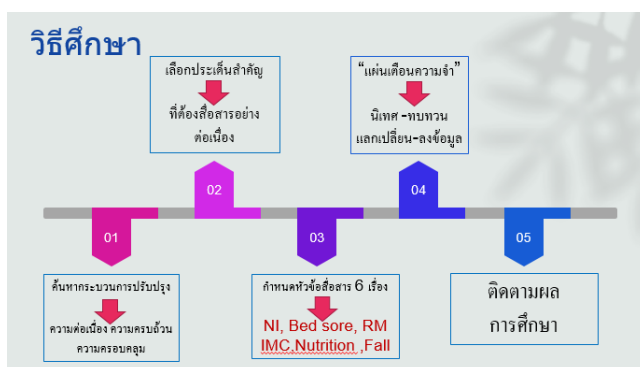 วิธีศึกษา
01
ค้นหากระบวนการปรับปรุง
ความต่อเนื่อง ความครบถ้วน
ความครอบคลุม
02
เลือกประเด็นสำคัญ
ที่ต้องสื่อสารอย่าง
ต่อเนื่อง
03
กำหนดหัวข้อสื่อสาร 6 เรื่อง
NI, Bed sore, RM
IMC,Nutrition ,Fall
04
“แผ่นเตือนความจำ”
นิเทศ -ทบทวน
แลกเปลี่ยน-ลงข้อมูล
05
ติดตามผล
การศึกษา